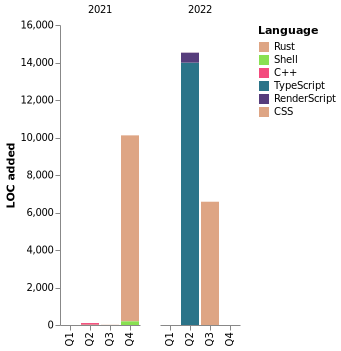 2021
2022
LOC added
16,000
14,000
12,000
10,000
8,000
6,000
4,000
2,000
0
Q1
Q2
Q3
Q4
Q1
Q2
Q3
Q4
Language
Rust
Shell
C++
TypeScript
RenderScript
CSS